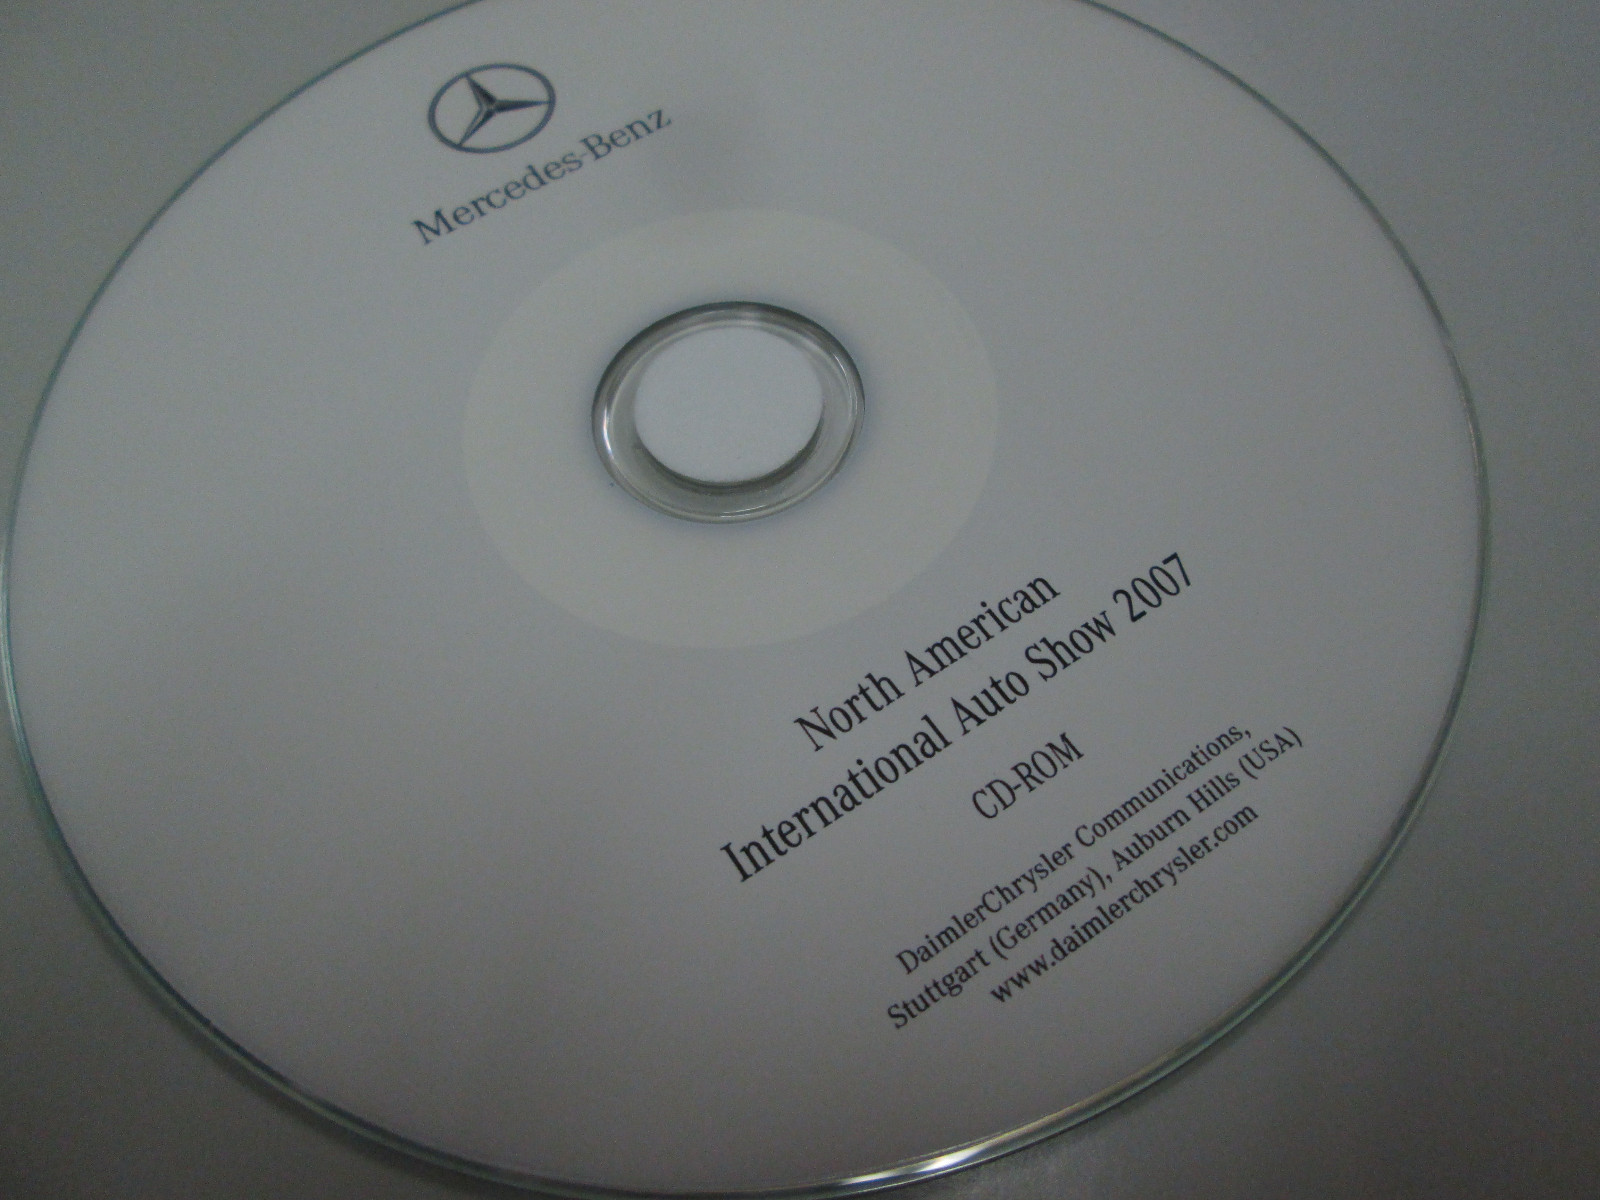 Mercedes-Benz
North American
International Auto Show 2007
CD-ROM
DaimlerChrysler Communications,
Stuttgart (Germany), Auburn Hills (USA)
www.daimlerchrysler.com